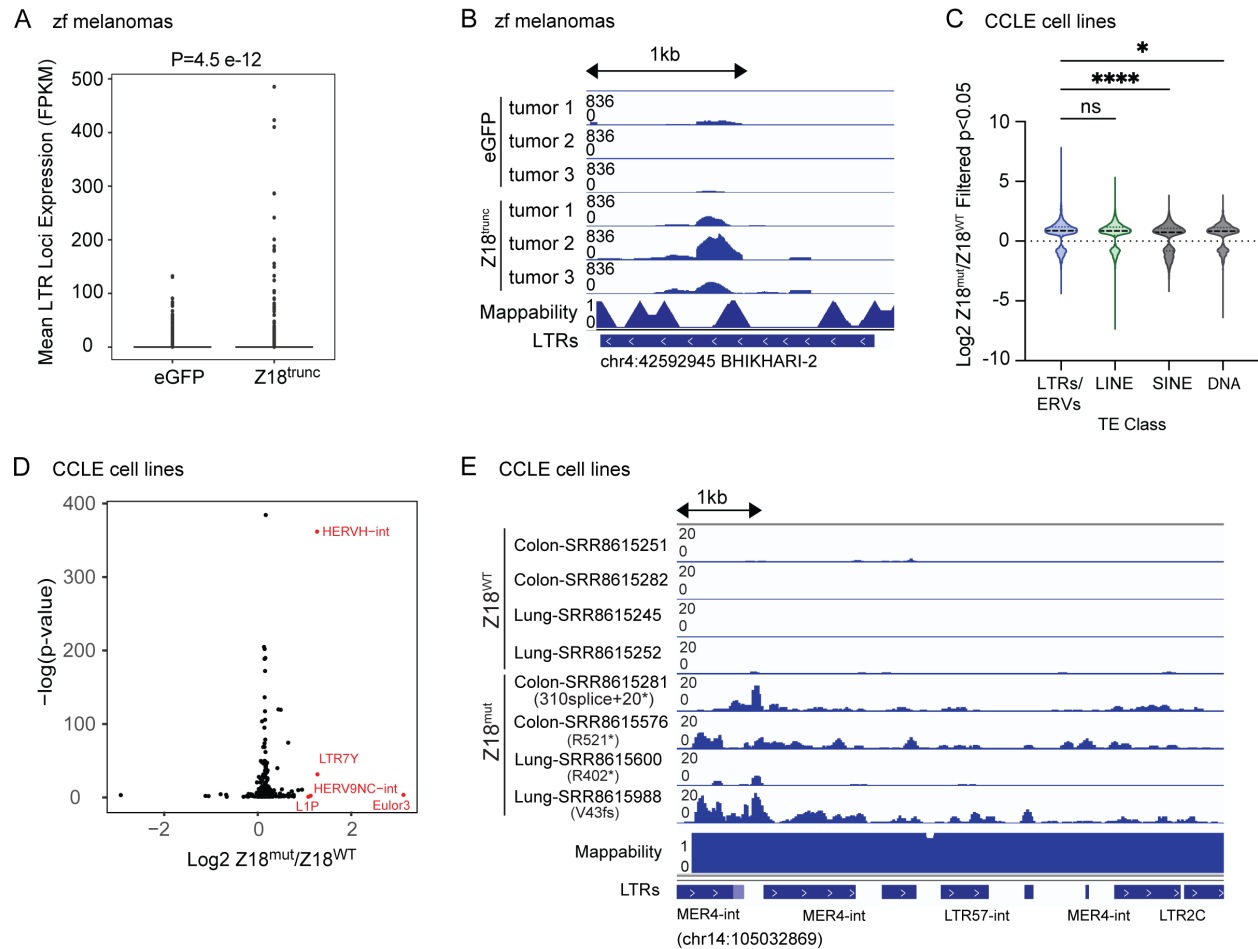 A zf melanomas
P=4.5 e-12
Mean LTR Loci Expression (FPKM)
500
400
300
200
100
0
eGFP
Z18trunc
B zf melanomas
1kb
eGFP
tumor 1
836
0
tumor 2
836
0
tumor 3
836
0
Z18trunc
tumor 1
836
0
tumor 2
836
0
tumor 3
836
0
Mappability
1
0
LTRs
chr4:42592945 BHIKHARI-2
C CCLE cell lines
*
****
ns
Log2 Z18mut/Z18WT Filtered p<0.05
10
5
0
-5
-10
LTRs/
ERVs
LINE
SINE
DNA
TE Class
D CCLE cell lines
−log(p-value)
400
300
200
100
0
HERVH−int
LTR7Y
HERV9NC−int
L1P
Eulor3
−2
0
2
Log2 Z18mut/Z18WT
E CCLE cell lines
1kb
Z18WT
Colon-SRR8615251
20
0
Colon-SRR8615282
20
0
Lung-SRR8615245
20
0
Lung-SRR8615252
20
0
Z18mut
Colon-SRR8615281
(310splice+20*)
20
0
Colon-SRR8615576
(R521*)
20
0
Lung-SRR8615600
(R402*)
20
0
Lung-SRR8615988
(V43fs)
20
0
Mappability
1
0
LTRs
MER4-int
MER4-int
LTR57-int
MER4-int
LTR2C
(chr14:105032869)